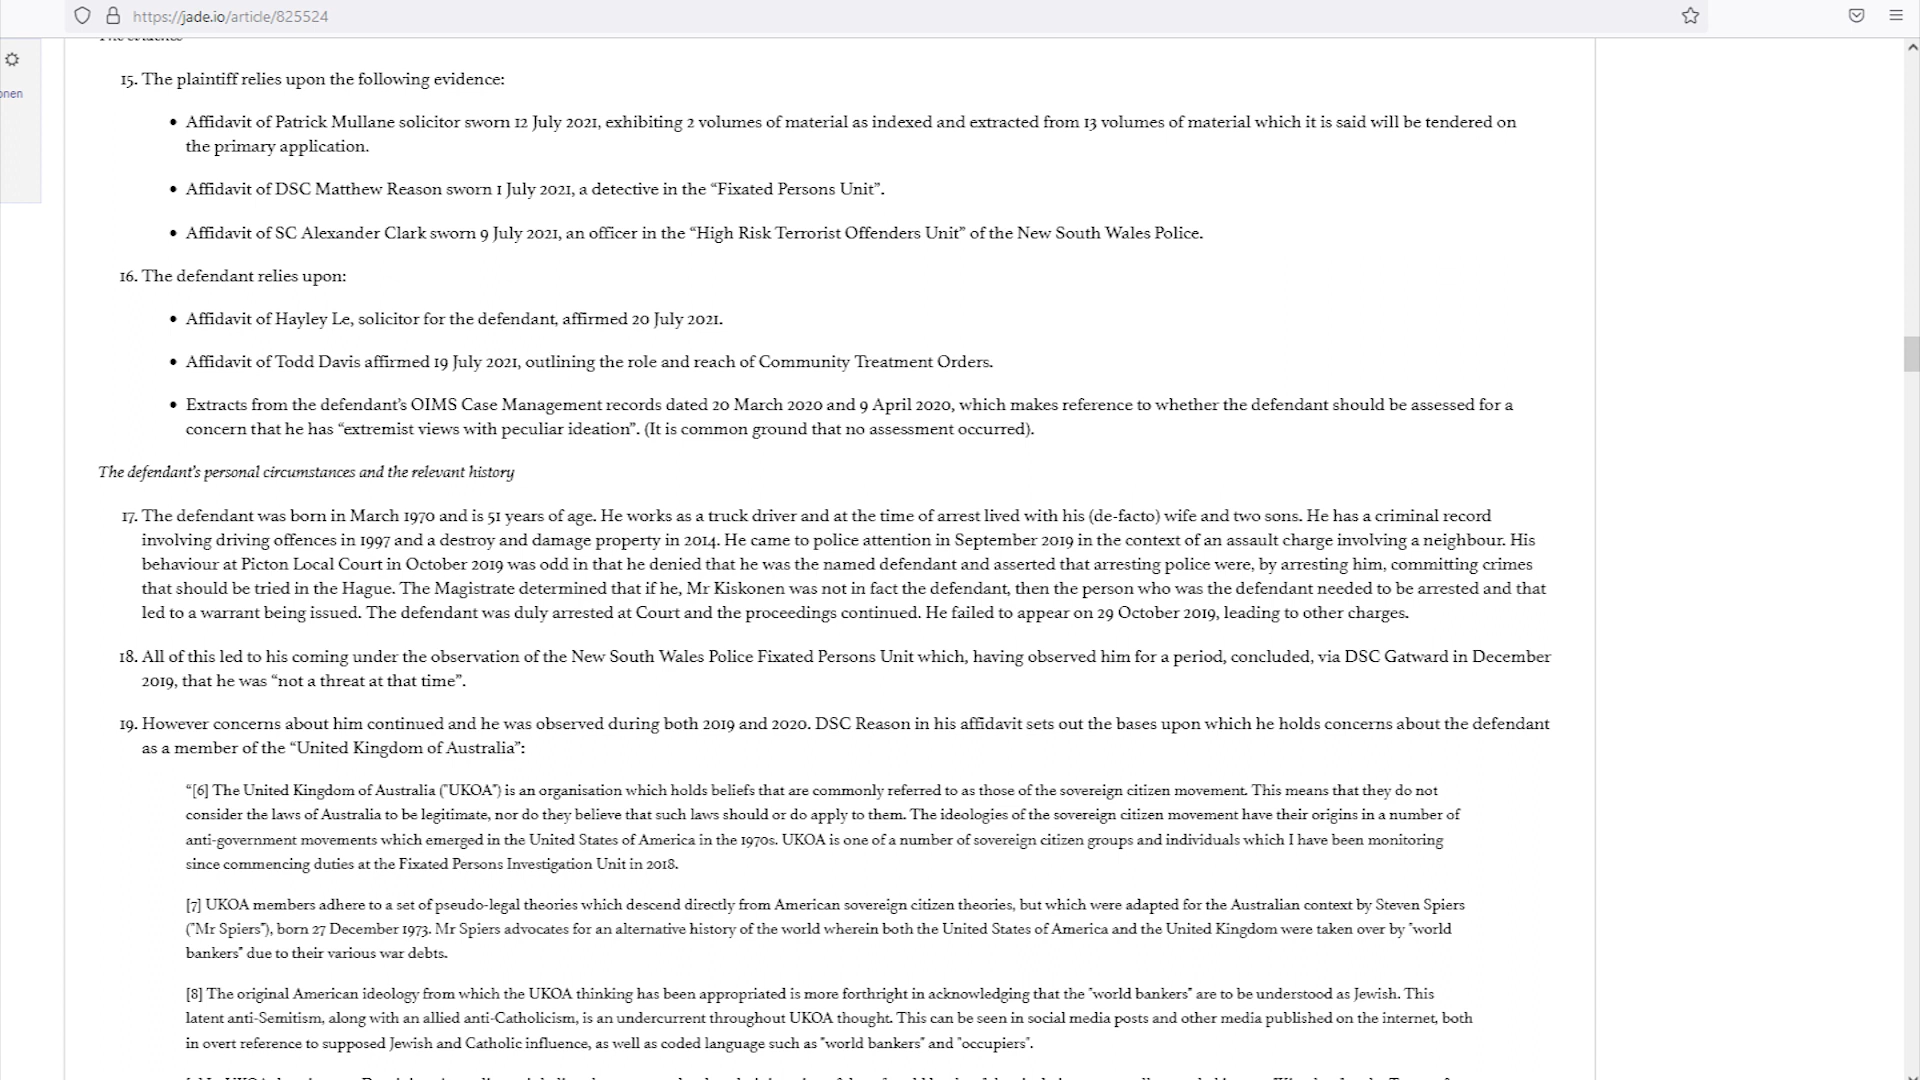 https://jade.io/article/825524
The evidence
onen
15. The plaintiff relies upon the following evidence:
• Affidavit of Patrick Mullane solicitor sworn 12 July 2021, exhibiting 2 volumes of material as indexed and extracted from 13 volumes of material which it is said will be tendered on
the primary application.
• Affidavit of DSC Matthew Reason sworn 1 July 2021, a detective in the “Fixated Persons Unit”.
• Affidavit of SC Alexander Clark sworn 9 July 2021, an officer in the “High Risk Terrorist Offenders Unit” of the New South Wales Police.
16. The defendant relies upon:
• Affidavit of Hayley Le, solicitor for the defendant, affirmed 20 July 2021.
• Affidavit of Todd Davis affirmed 19 July 2021, outlining the role and reach of Community Treatment Orders.
• Extracts from the defendant’s OIMS Case Management records dated 20 March 2020 and 9 April 2020, which makes reference to whether the defendant should be assessed for a
concern that he has “extremist views with peculiar ideation”. (It is common ground that no assessment occurred).
The defendant’s personal circumstances and the relevant history
17. The defendant was born in March 1970 and is 51 years of age. He works as a truck driver and at the time of arrest lived with his (de-facto) wife and two sons. He has a criminal record
involving driving offences in 1997 and a destroy and damage property in 2014. He came to police attention in September 2019 in the context of an assault charge involving a neighbour. His
behaviour at Picton Local Court in October 2019 was odd in that he denied that he was the named defendant and asserted that arresting police were, by arresting him, committing crimes
that should be tried in the Hague. The Magistrate determined that if he, Mr Kiskonen was not in fact the defendant, then the person who was the defendant needed to be arrested and that
led to a warrant being issued. The defendant was duly arrested at Court and the proceedings continued. He failed to appear on 29 October 2019, leading to other charges.
18. All of this led to his coming under the observation of the New South Wales Police Fixated Persons Unit which, having observed him for a period, concluded, via DSC Gatward in December
2019, that he was “not a threat at that time”.
19. However concerns about him continued and he was observed during both 2019 and 2020. DSC Reason in his affidavit sets out the bases upon which he holds concerns about the defendant
as a member of the “United Kingdom of Australia”:
“[6] The United Kingdom of Australia ("UKOA") is an organisation which holds beliefs that are commonly referred to as those of the sovereign citizen movement. This means that they do not
consider the laws of Australia to be legitimate, nor do they believe that such laws should or do apply to them. The ideologies of the sovereign citizen movement have their origins in a number of
anti-government movements which emerged in the United States of America in the 1970s. UKOA is one of a number of sovereign citizen groups and individuals which I have been monitoring
since commencing duties at the Fixated Persons Investigation Unit in 2018.
[7] UKOA members adhere to a set of pseudo-legal theories which descend directly from American sovereign citizen theories, but which were adapted for the Australian context by Steven Spiers
("Mr Spiers"), born 27 December 1973. Mr Spiers advocates for an alternative history of the world wherein both the United States of America and the United Kingdom were taken over by "world
bankers" due to their various war debts.
[8] The original American ideology from which the UKOA thinking has been appropriated is more forthright in acknowledging that the "world bankers" are to be understood as Jewish. This
latent anti-Semitism, along with an allied anti-Catholicism, is an undercurrent throughout UKOA thought. This can be seen in social media posts and other media published on the internet, both
in overt reference to supposed Jewish and Catholic influence, as well as coded language such as "world bankers" and "occupiers".